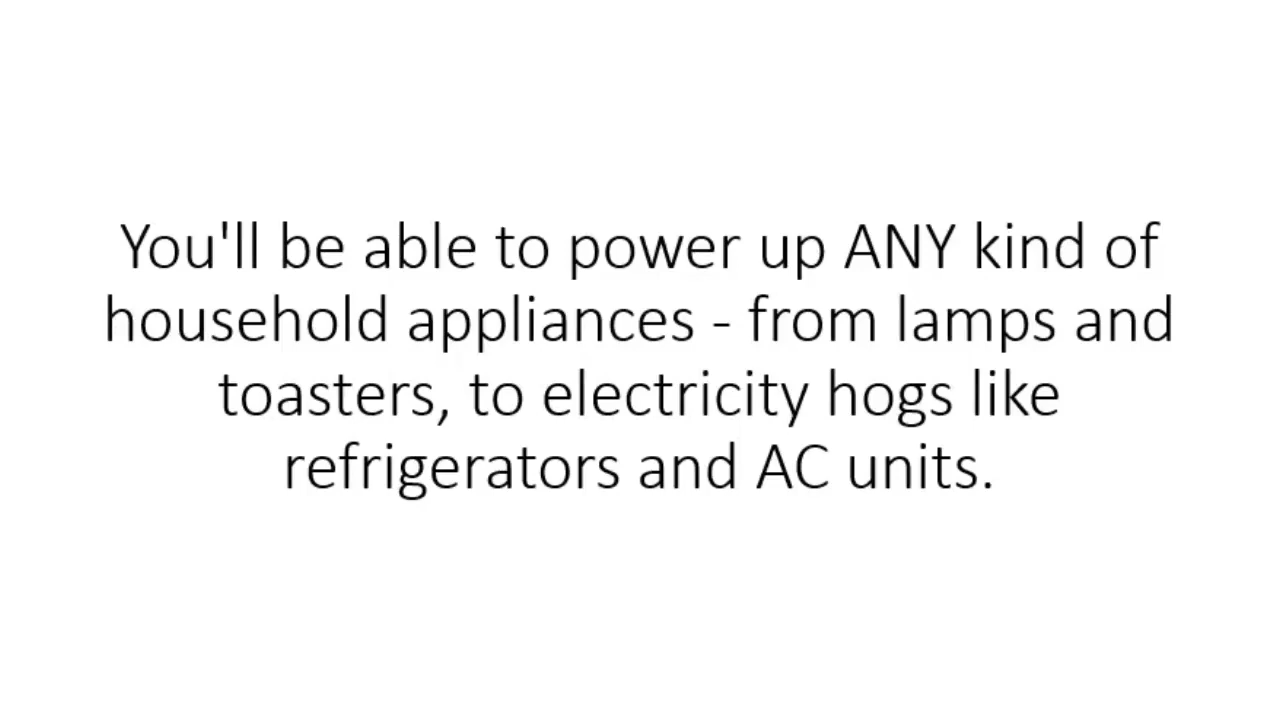 You'll be able to power up ANY kind of
household appliances - from lamps and
toasters, to electricity hogs like
refrigerators and AC units.